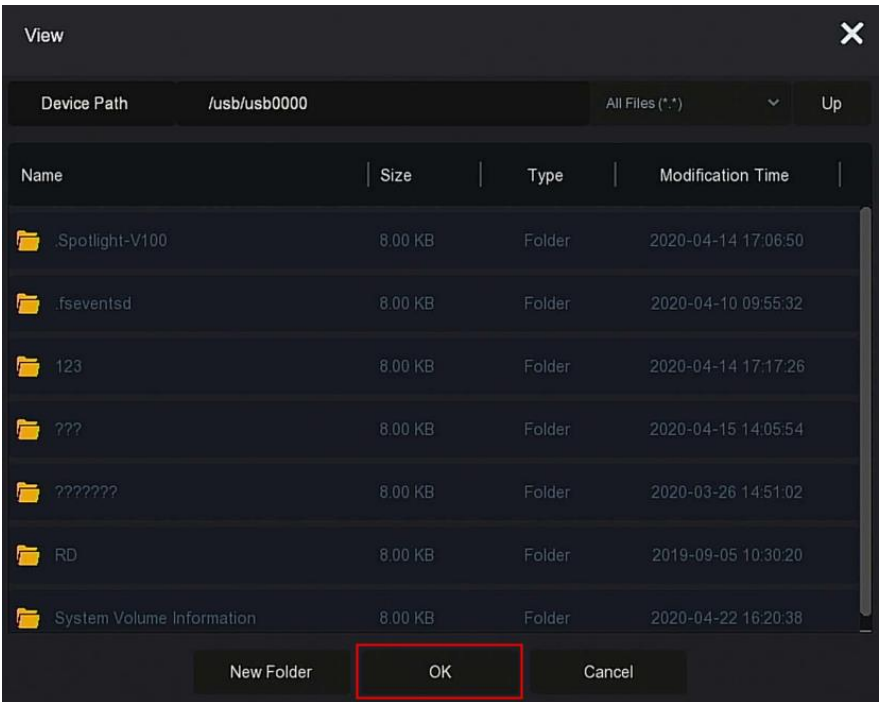 View
Device Path /usb/usb0000 All Files (*.*) Up
Name Size Type Modification Time
.Spotlight-V100 8.00 KB Folder 2020-04-14 17:06:50
.fseventsd 8.00 KB Folder 2020-04-10 09:55:32
123 8.00 KB Folder 2020-04-14 17:17:26
??? 8.00 KB Folder 2020-04-15 14:05:54
??????? 8.00 KB Folder 2020-03-26 14:51:02
RD 8.00 KB Folder 2019-09-05 10:30:20
System Volume Information 8.00 KB Folder 2020-04-22 16:20:38
New Folder OK Cancel